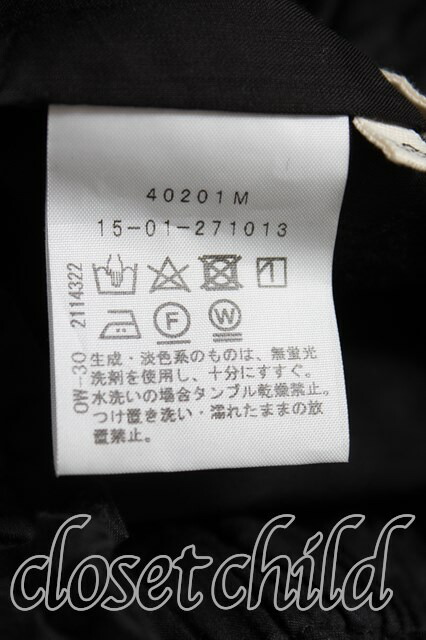 40201M
15-01-271013
F
W
生成・淡色系のものは、無蛍光
洗剤を使用し、十分にすすぐ。
水洗いの場合タンブル乾燥禁止。
つけ置き洗い・濡れたままの放
置禁止。
0W-30 2114322
closet child